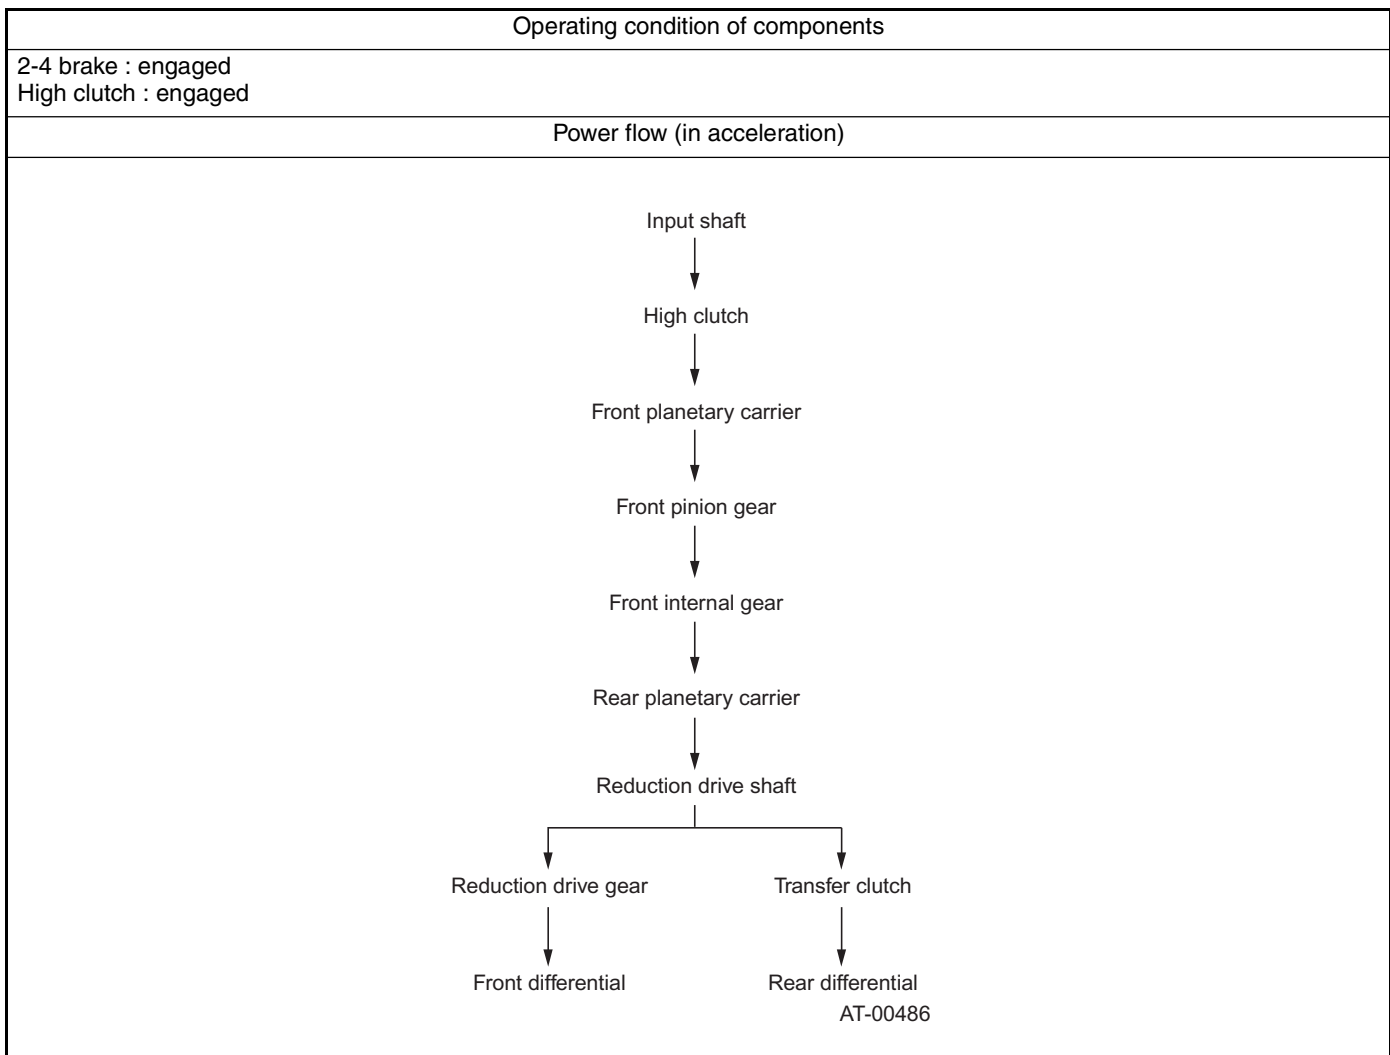 Operating condition of components
2-4 brake : engaged
High clutch : engaged
Power flow (in acceleration)
Input shaft
High clutch
Front planetary carrier
Front pinion gear
Front internal gear
Rear planetary carrier
Reduction drive shaft
Reduction drive gear
Transfer clutch
Front differential
Rear differential
AT-00486